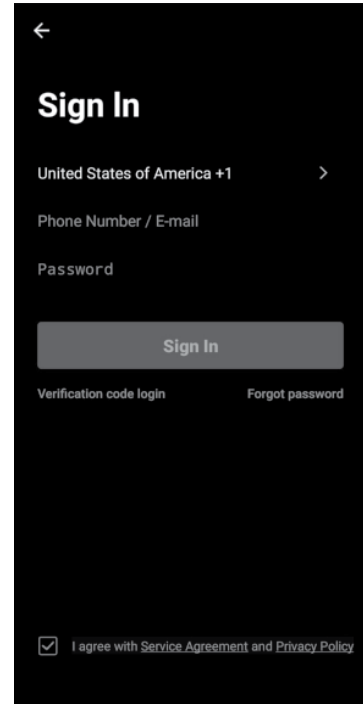 Sign In
United States of America +1
Phone Number / E-mail
Password
Sign In
Verification code login Forgot password
I agree with Service Agreement and Privacy Policy